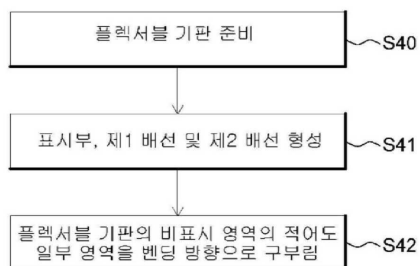 플렉서블 기판 준비
S40
표시부, 제1 배선 및 제2 배선 형성
S41
플렉서블 기판의 비표시 영역의 적어도
일부 영역을 벤딩 방향으로 구부림
S42